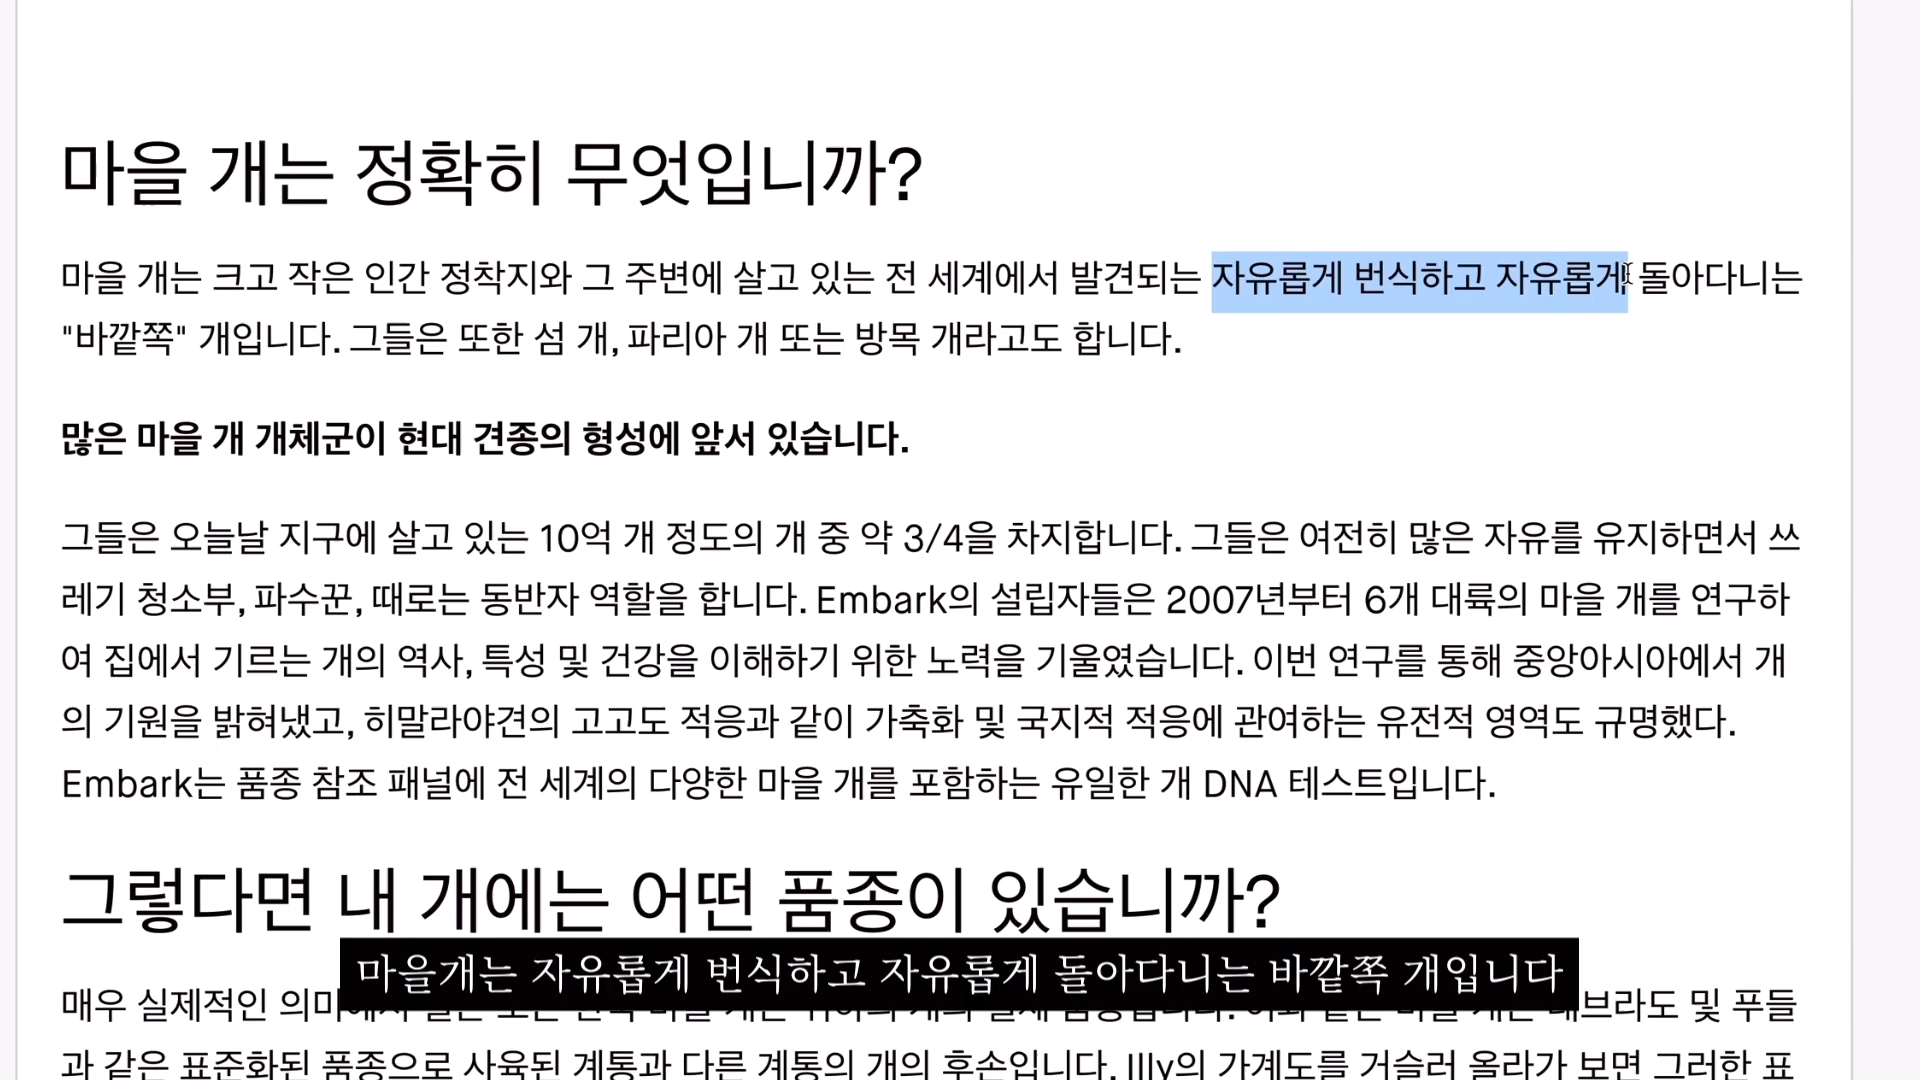 마을 개는 정확히 무엇입니까?
마을 개는 크고 작은 인간 정착지와 그 주변에 살고 있는 전 세계에서 발견되는 자유롭게 번식하고 자유롭게 돌아다니는
"바깥쪽" 개입니다. 그들은 또한 섬 개, 파리아 개 또는 방목 개라고도 합니다.
많은 마을 개 개체군이 현대 견종의 형성에 앞서 있습니다.
그들은 오늘날 지구에 살고 있는 10억 개 정도의 개 중 약 3/4을 차지합니다. 그들은 여전히 많은 자유를 유지하면서 쓰
레기 청소부, 파수꾼, 때로는 동반자 역할을 합니다. Embark의 설립자들은 2007년부터 6개 대륙의 마을 개를 연구하
여 집에서 기르는 개의 역사, 특성 및 건강을 이해하기 위한 노력을 기울였습니다. 이번 연구를 통해 중앙아시아에서 개
의 기원을 밝혀냈고, 히말라야견의 고고도 적응과 같이 가축화 및 국지적 적응에 관여하는 유전적 영역도 규명했다.
Embark는 품종 참조 패널에 전 세계의 다양한 마을 개를 포함하는 유일한 개 DNA 테스트입니다.
그렇다면 내 개에는 어떤 품종이 있습니까?
마을개는 자유롭게 번식하고 자유롭게 돌아다니는 바깥쪽 개입니다
매우 실제적인 의미 브라도 및 푸들
과 같은 표준화된 품종으로 사육된 계통과 다른 계통의 개의 후손입니다. Illy의 가계도를 거슬러 올라가 보면 그러한 표